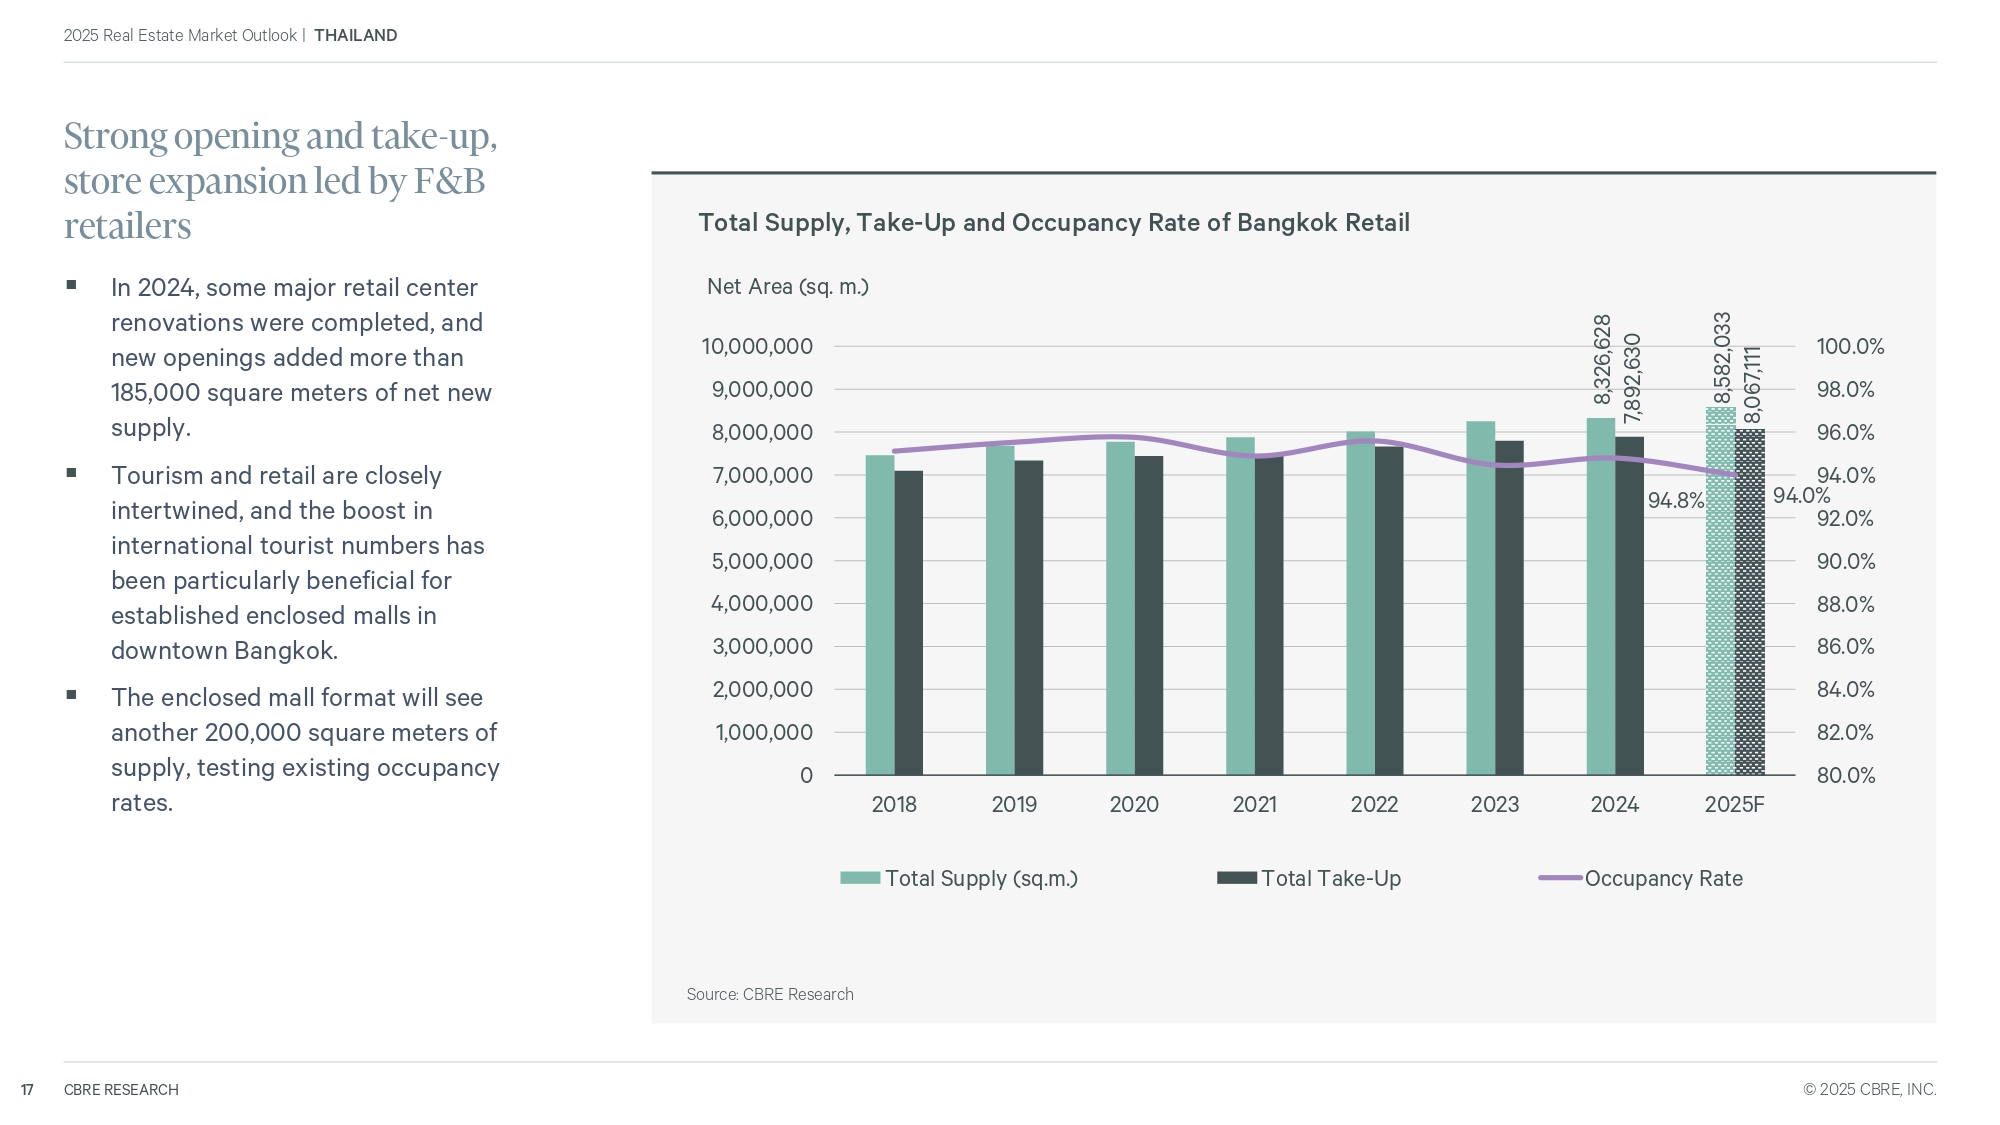 2025 Real Estate Market Outlook | THAILAND
Strong opening and take-up,
store expansion led by F&B
retailers
■ In 2024, some major retail center
renovations were completed, and
new openings added more than
185,000 square meters of net new
supply.
■ Tourism and retail are closely
intertwined, and the boost in
international tourist numbers has
been particularly beneficial for
established enclosed malls in
downtown Bangkok.
■ The enclosed mall format will see
another 200,000 square meters of
supply, testing existing occupancy
rates.
Total Supply, Take-Up and Occupancy Rate of Bangkok Retail
Net Area (sq. m.)
10,000,000
9,000,000
8,000,000
7,000,000
6,000,000
5,000,000
4,000,000
3,000,000
2,000,000
1,000,000
0
8,326,628
7,892,630
8,582,033
8,067,111
94.8%
94.0%
100.0%
98.0%
96.0%
94.0%
92.0%
90.0%
88.0%
86.0%
84.0%
82.0%
80.0%
2018 2019 2020 2021 2022 2023 2024 2025F
Total Supply (sq.m.) Total Take-Up Occupancy Rate
Source: CBRE Research
17 CBRE RESEARCH © 2025 CBRE, INC.